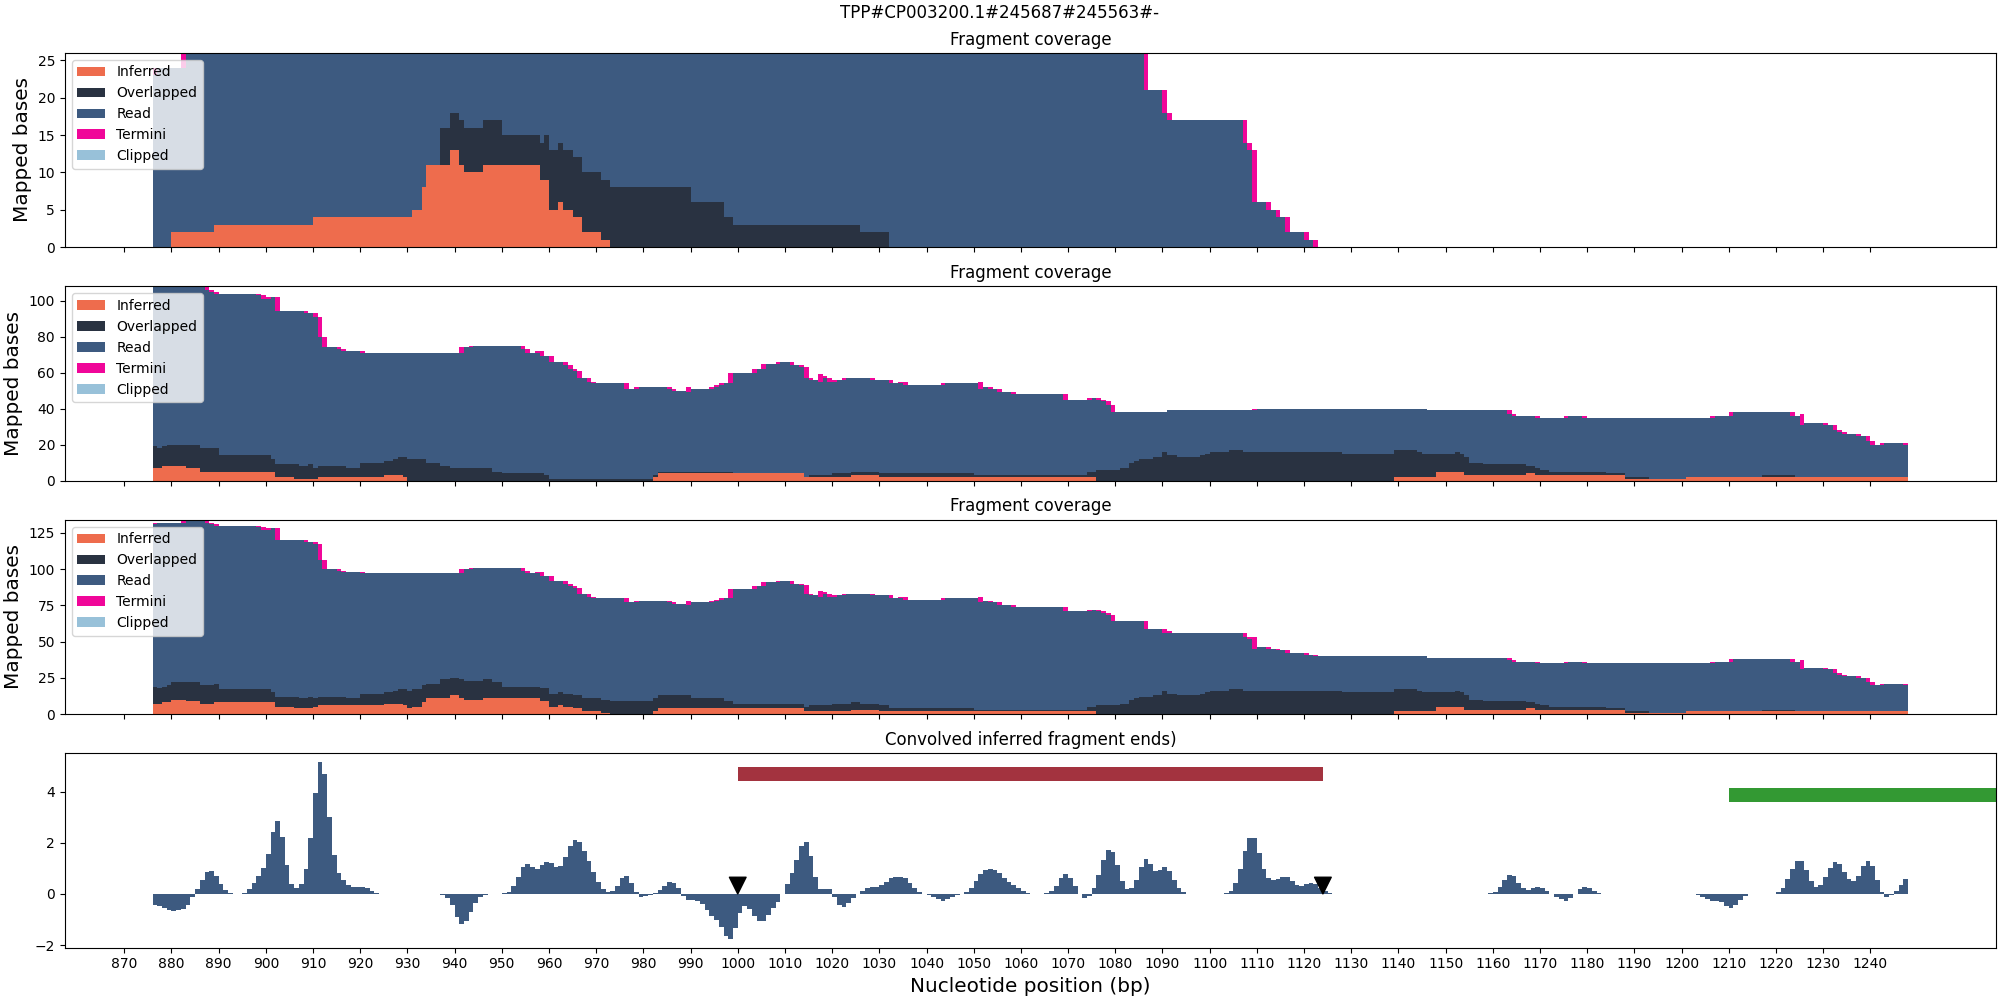 TPP#CP003200.1#245687#245563#-
Fragment coverage
Mapped bases
25
20
15
10
5
0
Inferred
Overlapped
Read
Termini
Clipped
Fragment coverage
Mapped bases
100
80
60
40
20
0
Inferred
Overlapped
Read
Termini
Clipped
Fragment coverage
Mapped bases
125
100
75
50
25
0
Inferred
Overlapped
Read
Termini
Clipped
Convolved inferred fragment ends)
4
2
0
−2
870 880 890 900 910 920 930 940 950 960 970 980 990 1000 1010 1020 1030 1040 1050 1060 1070 1080 1090 1100 1110 1120 1130 1140 1150 1160 1170 1180 1190 1200 1210 1220 1230 1240
Nucleotide position (bp)